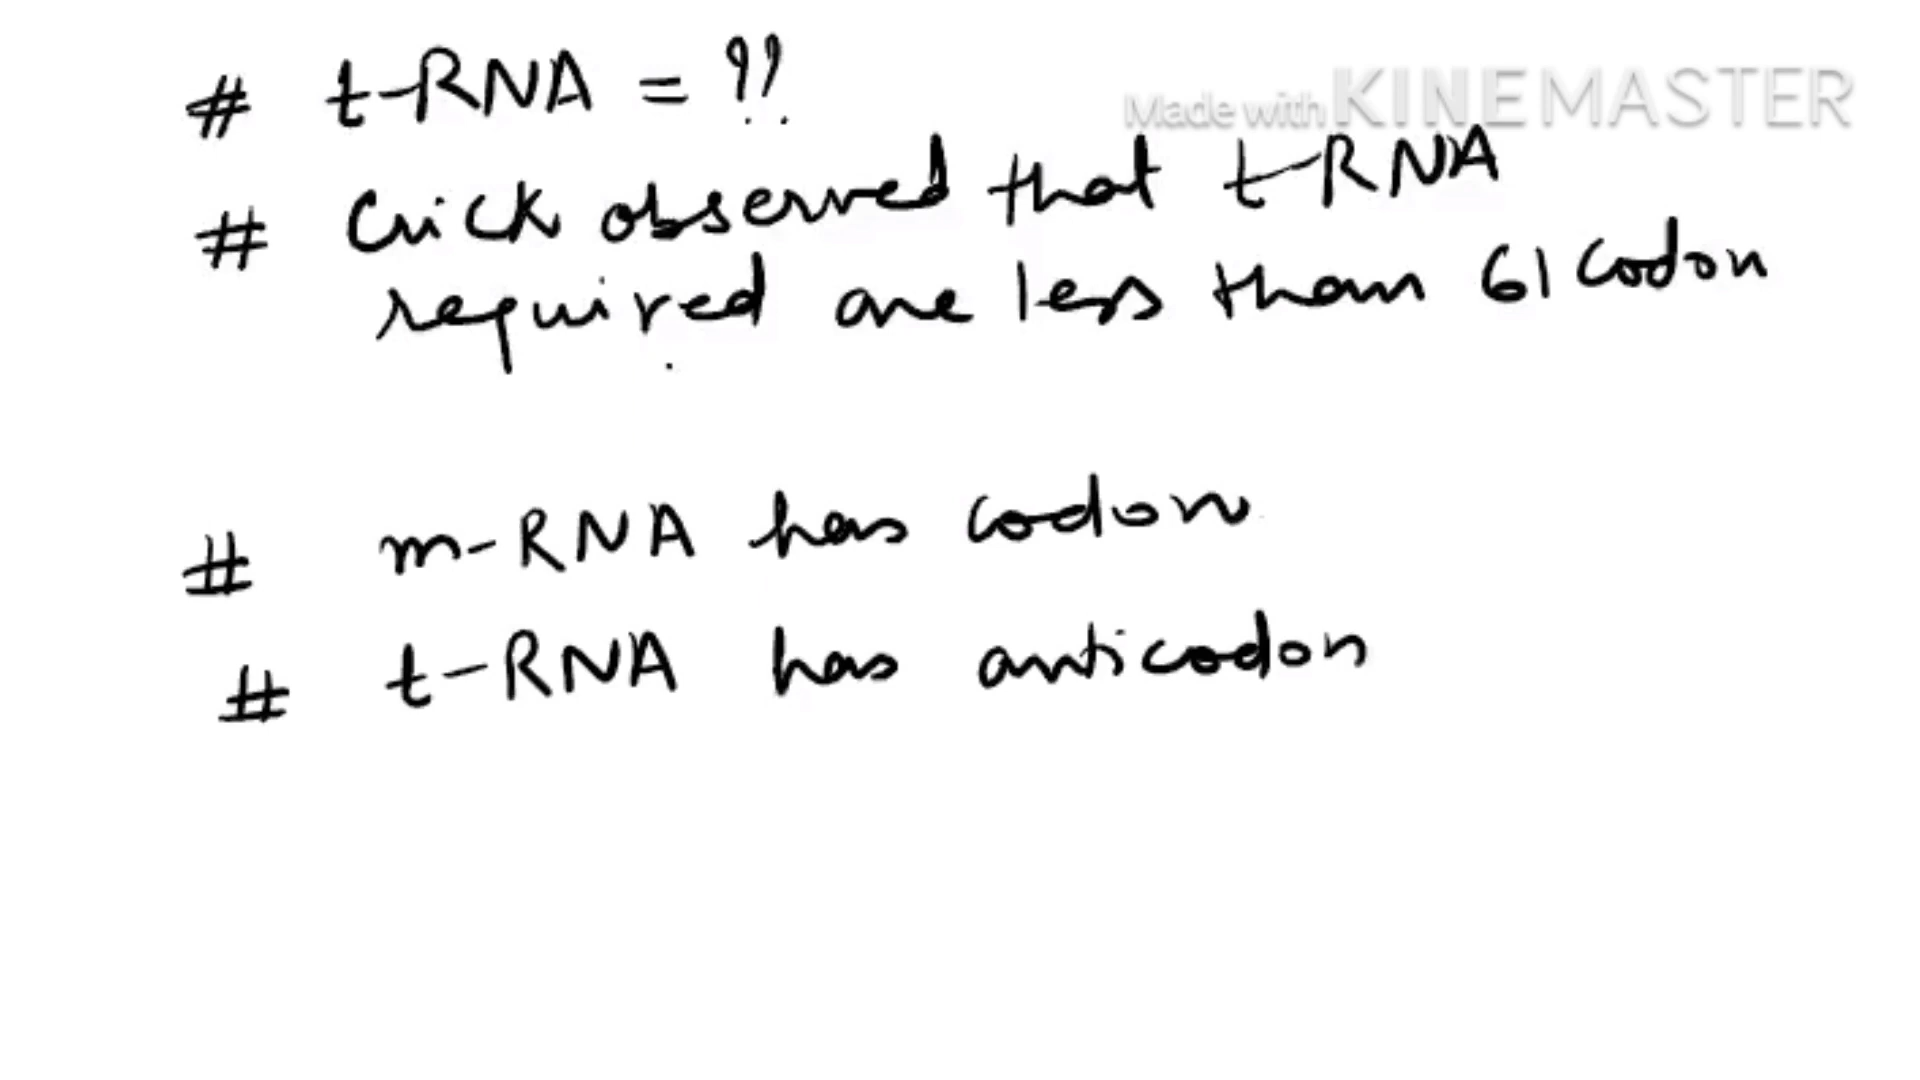 # t-RNA = ??
Made with KINEMASTER
# Crick observed that t-RNA
required are less than 61 codon
# m-RNA has codon
# t-RNA has anticodon